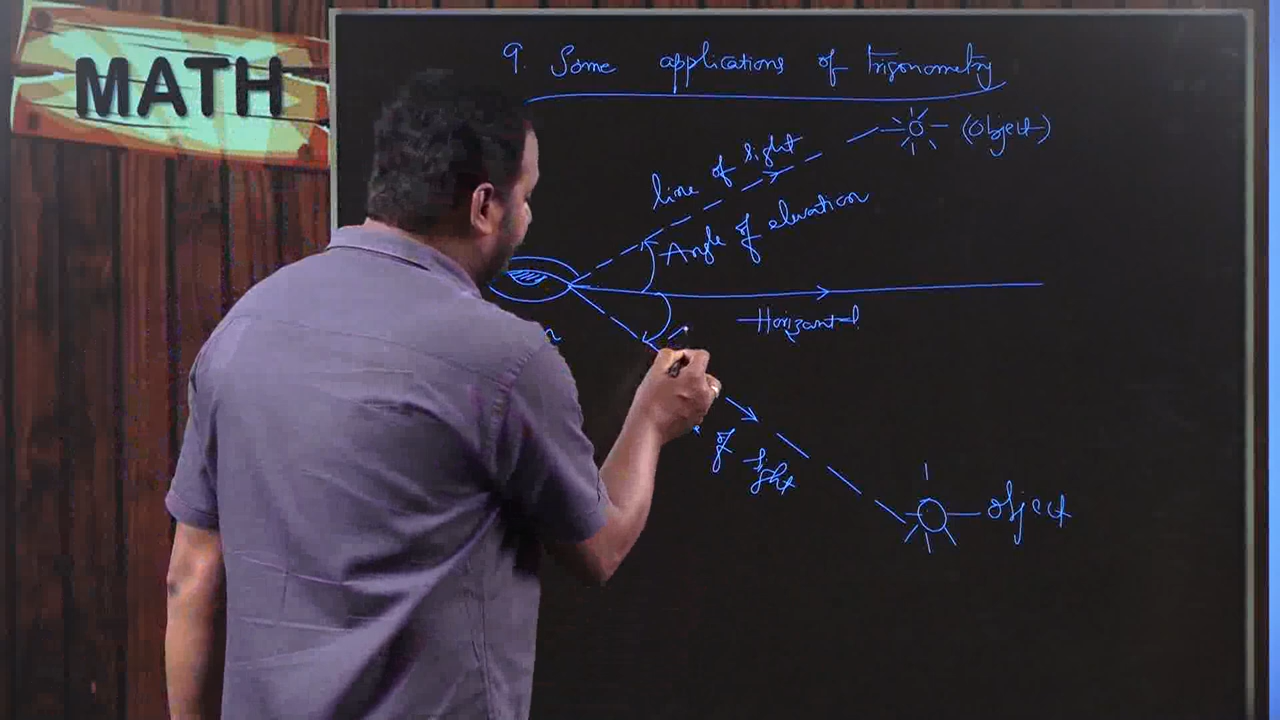 MATH
9. Some applications of Trigonometry
(object)
line of sight
Angle of elevation
Horizontal
of sight
object